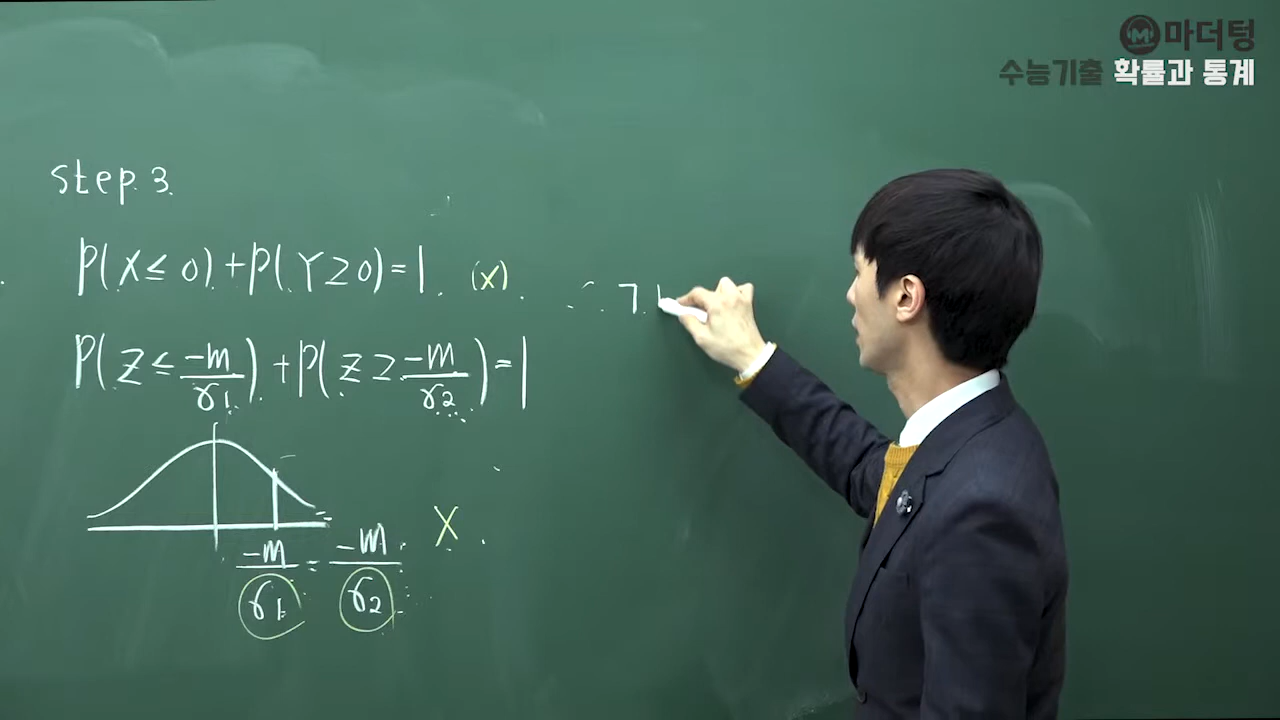 마더텅
수능기출 확률과 통계
Step 3.
P(X≤0)+P(Y≥0)=1 (x)
P(Z≤-m/σ1)+P(Z≥-m/σ2)=1
-m/σ1=-m/σ2 X